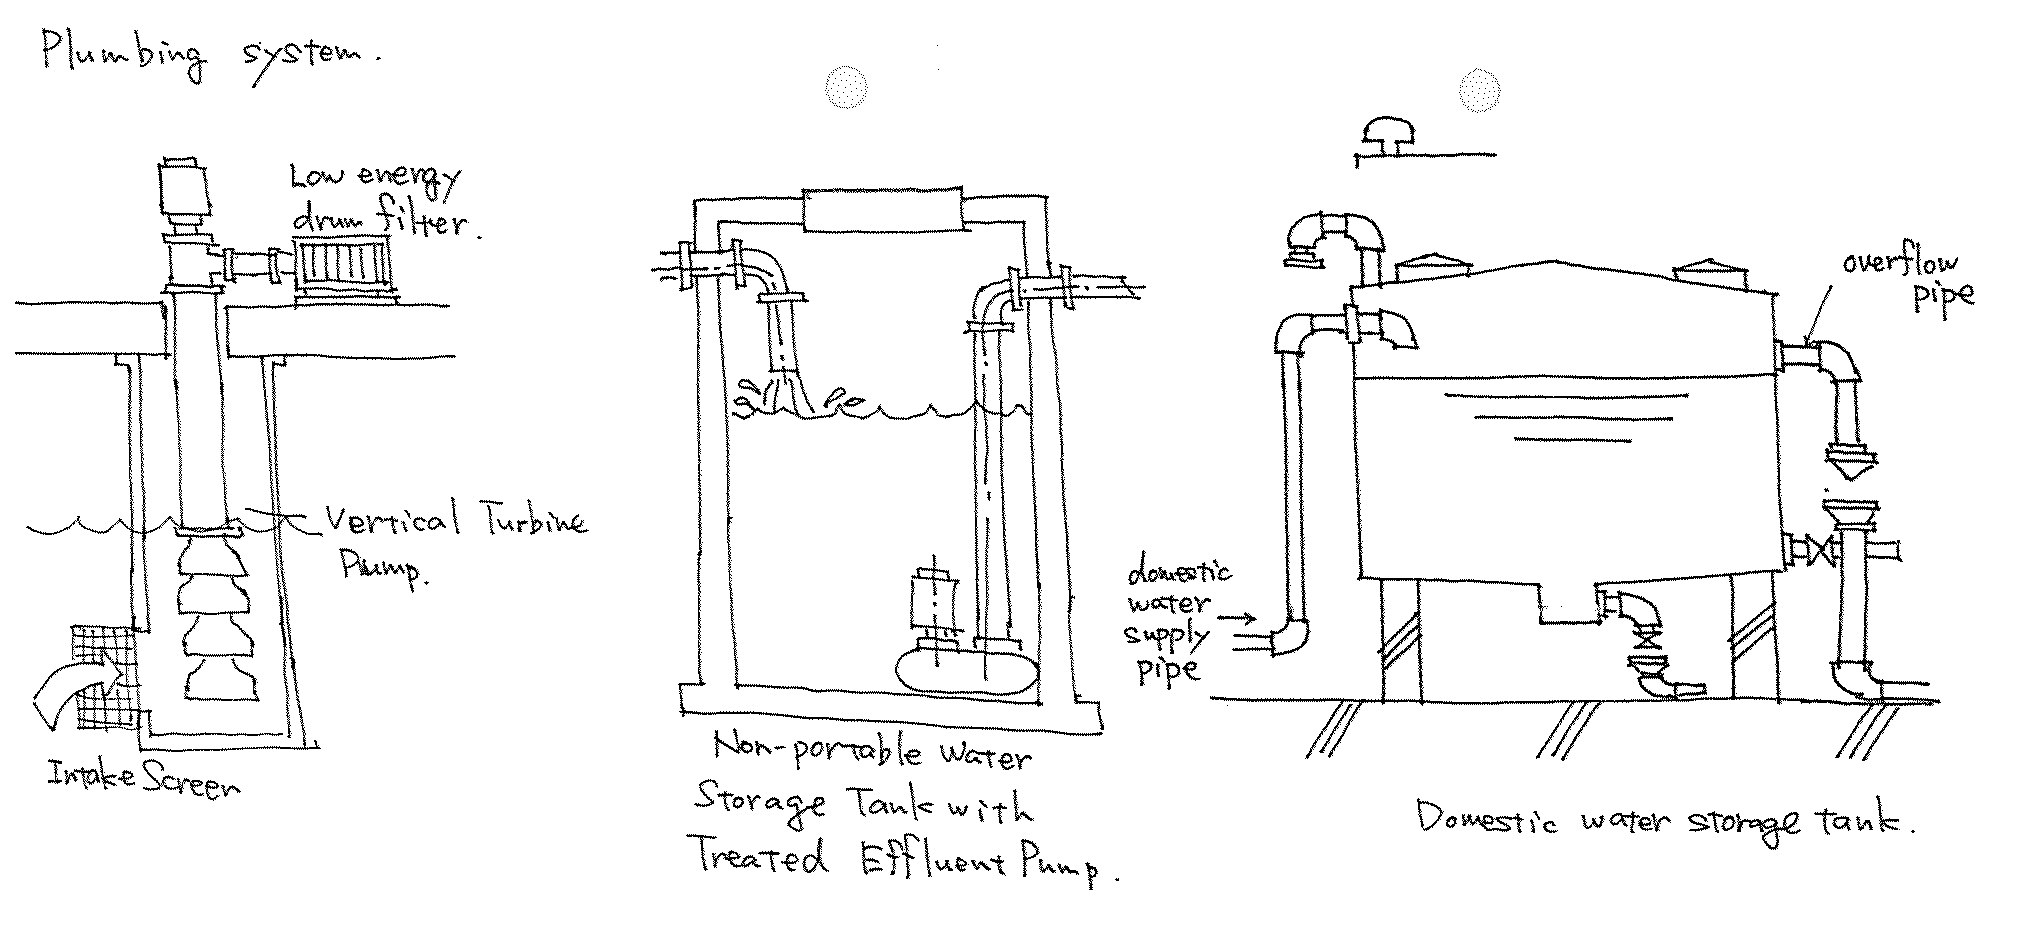 Plumbing system.
Low energy
drum filter.
Vertical Turbine
Pump.
Intake Screen
Non-portable Water
Storage Tank with
Treated Effluent Pump.
overflow
pipe
domestic
water
supply
pipe
Domestic water storage tank.